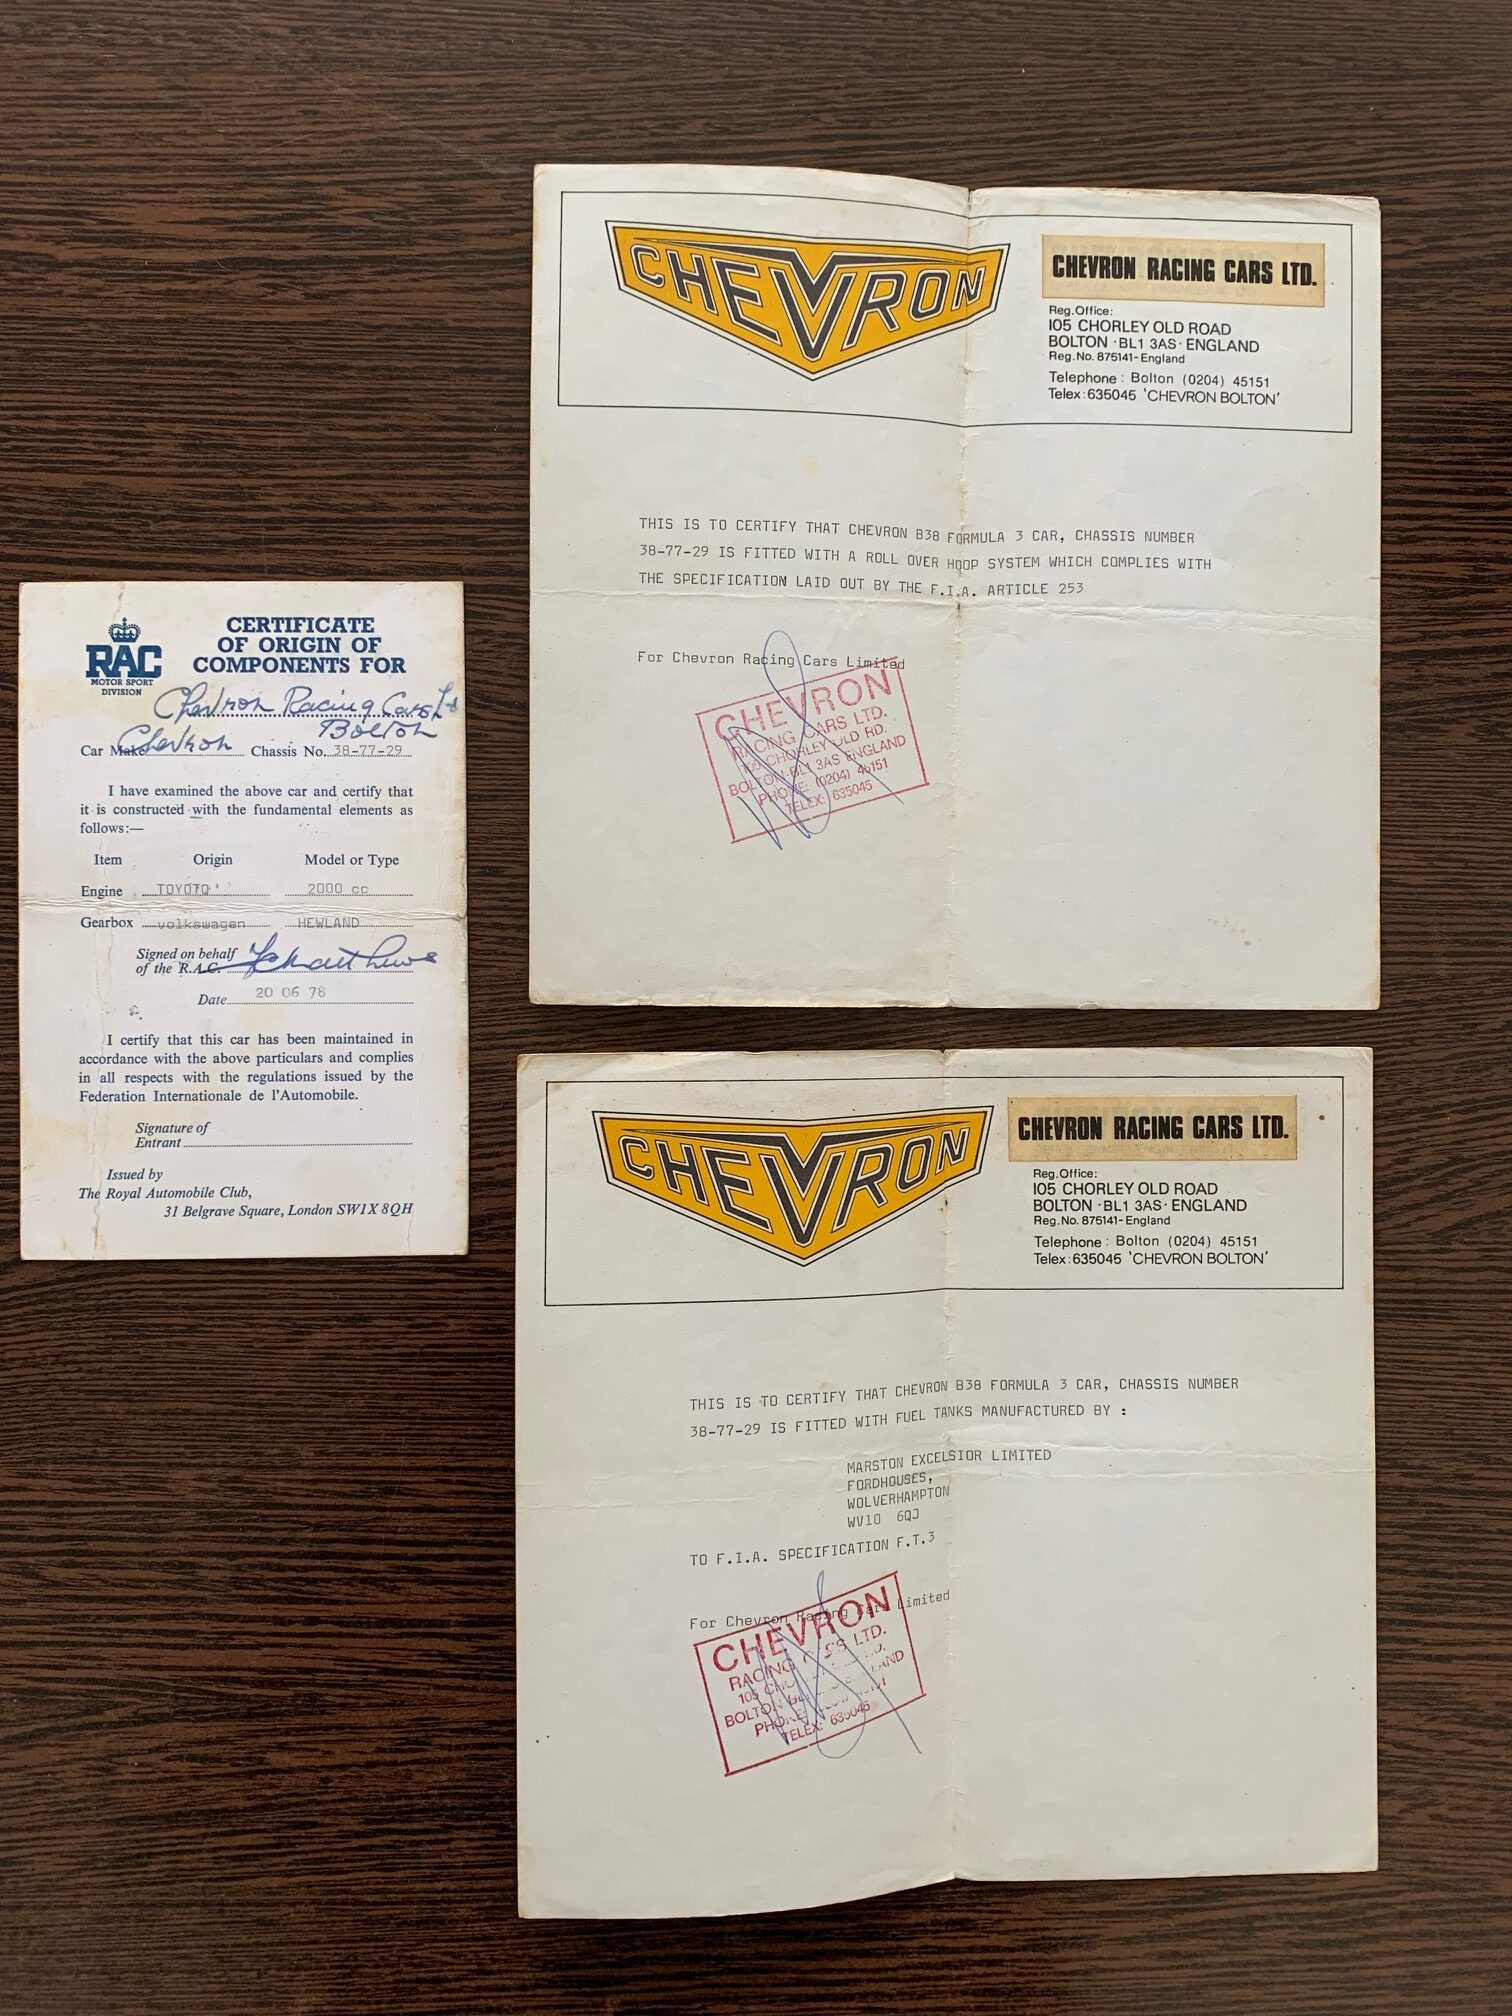 RAC
MOTOR SPORT
DIVISION
CERTIFICATE
OF ORIGIN OF
COMPONENTS FOR
Chevron Racing Cars Ltd
Bolton
Car Make Chevron Chassis No. 38-77-29
I have examined the above car and certify that
it is constructed with the fundamental elements as
follows:—
Item Origin Model or Type
Engine TOYOTO 2000 cc
Gearbox volkswagen HEWLAND
Signed on behalf
of the R.A.C.
Date 20 06 78
I certify that this car has been maintained in
accordance with the above particulars and complies
in all respects with the regulations issued by the
Federation Internationale de l'Automobile.
Signature of
Entrant
Issued by
The Royal Automobile Club,
31 Belgrave Square, London SW1X 8QH
CHEVRON
CHEVRON RACING CARS LTD.
Reg.Office:
105 CHORLEY OLD ROAD
BOLTON · BL1 3AS · ENGLAND
Reg.No. 875141-England
Telephone: Bolton (0204) 45151
Telex:635045 'CHEVRON BOLTON'
THIS IS TO CERTIFY THAT CHEVRON B38 FORMULA 3 CAR, CHASSIS NUMBER
38-77-29 IS FITTED WITH A ROLL OVER HOOP SYSTEM WHICH COMPLIES WITH
THE SPECIFICATION LAID OUT BY THE F.I.A. ARTICLE 253
For Chevron Racing Cars Limited
CHEVRON
RACING CARS LTD.
105 CHORLEY OLD RD.
BOLTON. BL1 3AS ENGLAND
PHONE: (0204) 45151
TELEX: 635045
CHEVRON
CHEVRON RACING CARS LTD.
Reg.Office:
105 CHORLEY OLD ROAD
BOLTON · BL1 3AS · ENGLAND
Reg.No. 875141-England
Telephone: Bolton (0204) 45151
Telex:635045 'CHEVRON BOLTON'
THIS IS TO CERTIFY THAT CHEVRON B38 FORMULA 3 CAR, CHASSIS NUMBER
38-77-29 IS FITTED WITH FUEL TANKS MANUFACTURED BY :
MARSTON EXCELSIOR LIMITED
FORDHOUSES,
WOLVERHAMPTON
WV10 6QJ
TO F.I.A. SPECIFICATION F.T.3
For Chevron Racing Cars Limited
CHEVRON
RACING LTD.
105
BOLTON
PHONE
TELEX: 635045